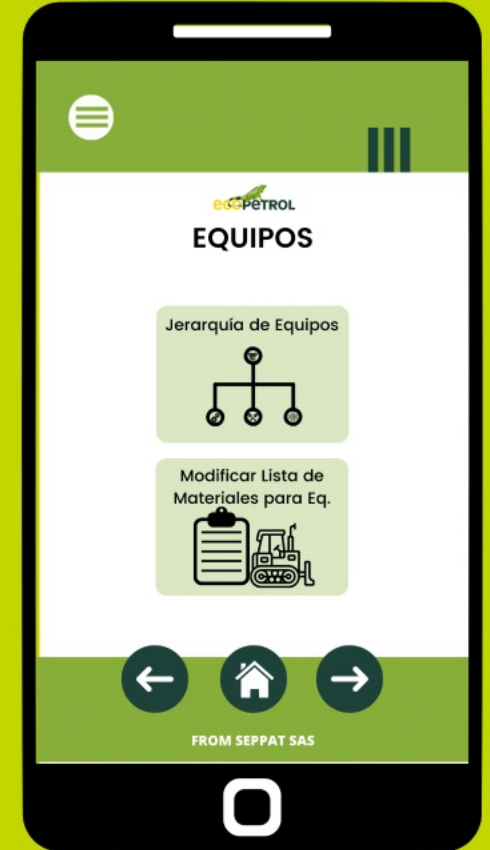 ecoPETROL
EQUIPOS
Jerarquía de Equipos
Modificar Lista de
Materiales para Eq.
FROM SEPPAT SAS